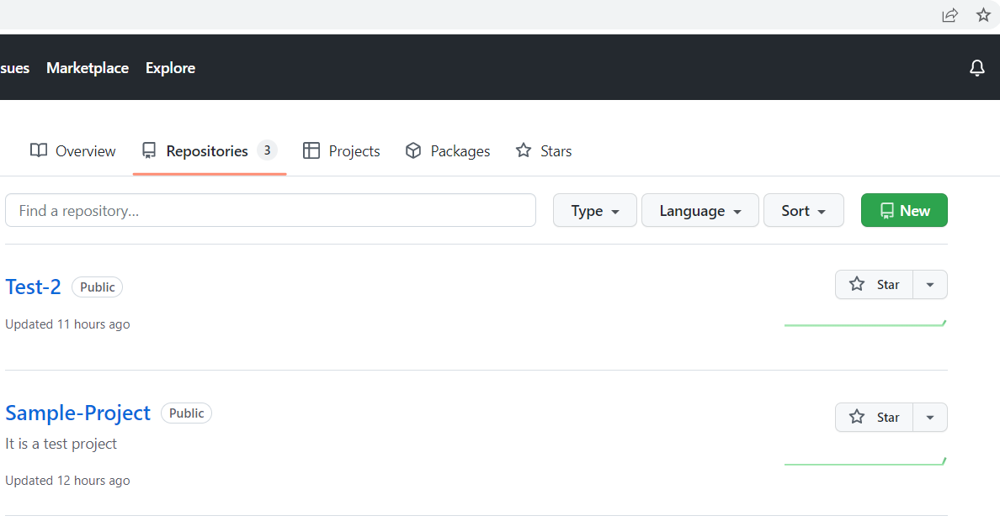 sues Marketplace Explore
Overview Repositories 3 Projects Packages Stars
Find a repository... Type Language Sort New
Test-2 Public Star
Updated 11 hours ago
Sample-Project Public Star
It is a test project
Updated 12 hours ago